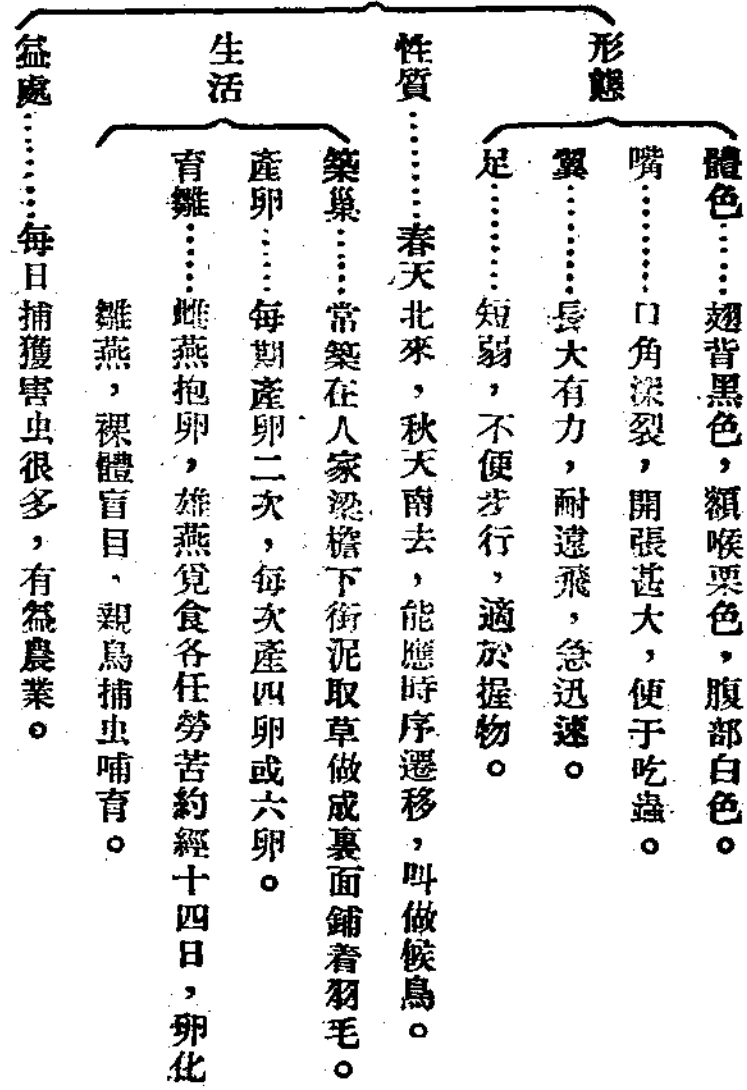 形態
體色……翅背黑色，額喉栗色，腹部白色。
嘴………口角深裂，開張甚大，便于吃蟲。
翼………長大有力，耐遠飛，急迅速。
足………短弱，不便步行，適於握物。
性質………春天北來，秋天南去，能應時序遷移，叫做候鳥。
生活
築巢……常築在人家梁檐下銜泥取草做成裏面鋪着羽毛。
產卵……每期產卵二次，每次產四卵或六卵。
育雛……雌燕抱卵，雄燕覓食各任勞苦約經十四日，卵化
雛燕，裸體盲目、親鳥捕虫哺育。
益處………每日捕獲害虫很多，有益農業。